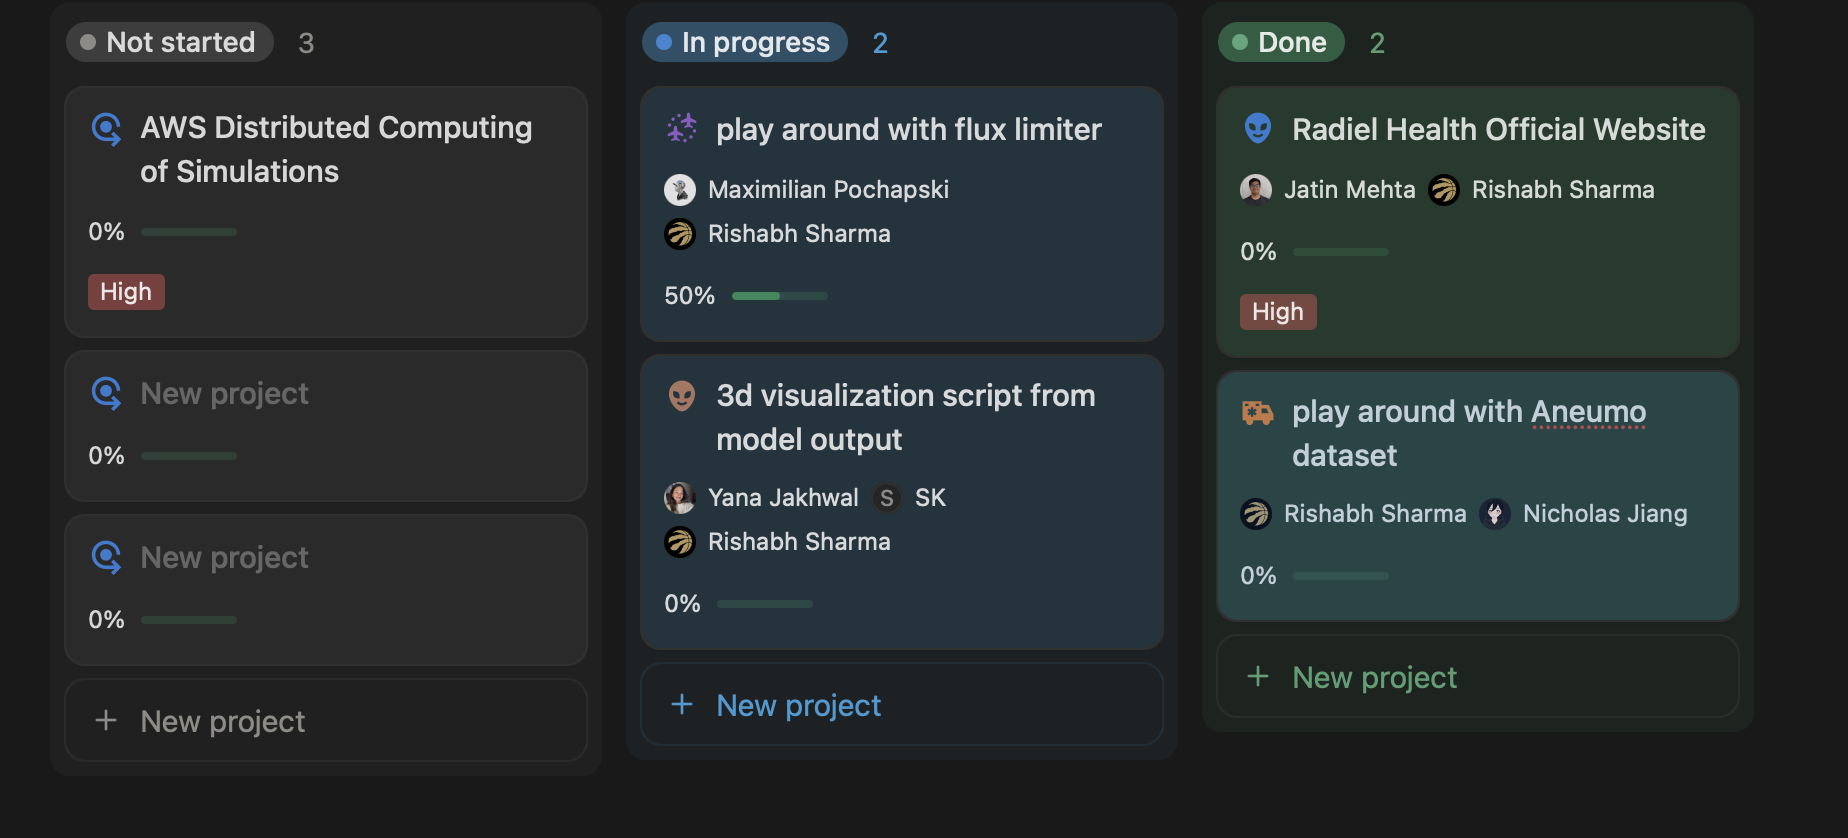 Not started 3
AWS Distributed Computing
of Simulations
0%
High
New project
0%
New project
0%
+ New project
In progress 2
play around with flux limiter
Maximilian Pochapski
Rishabh Sharma
50%
3d visualization script from
model output
Yana Jakhwal S SK
Rishabh Sharma
0%
+ New project
Done 2
Radiel Health Official Website
Jatin Mehta Rishabh Sharma
0%
High
play around with Aneumo
dataset
Rishabh Sharma Nicholas Jiang
0%
+ New project